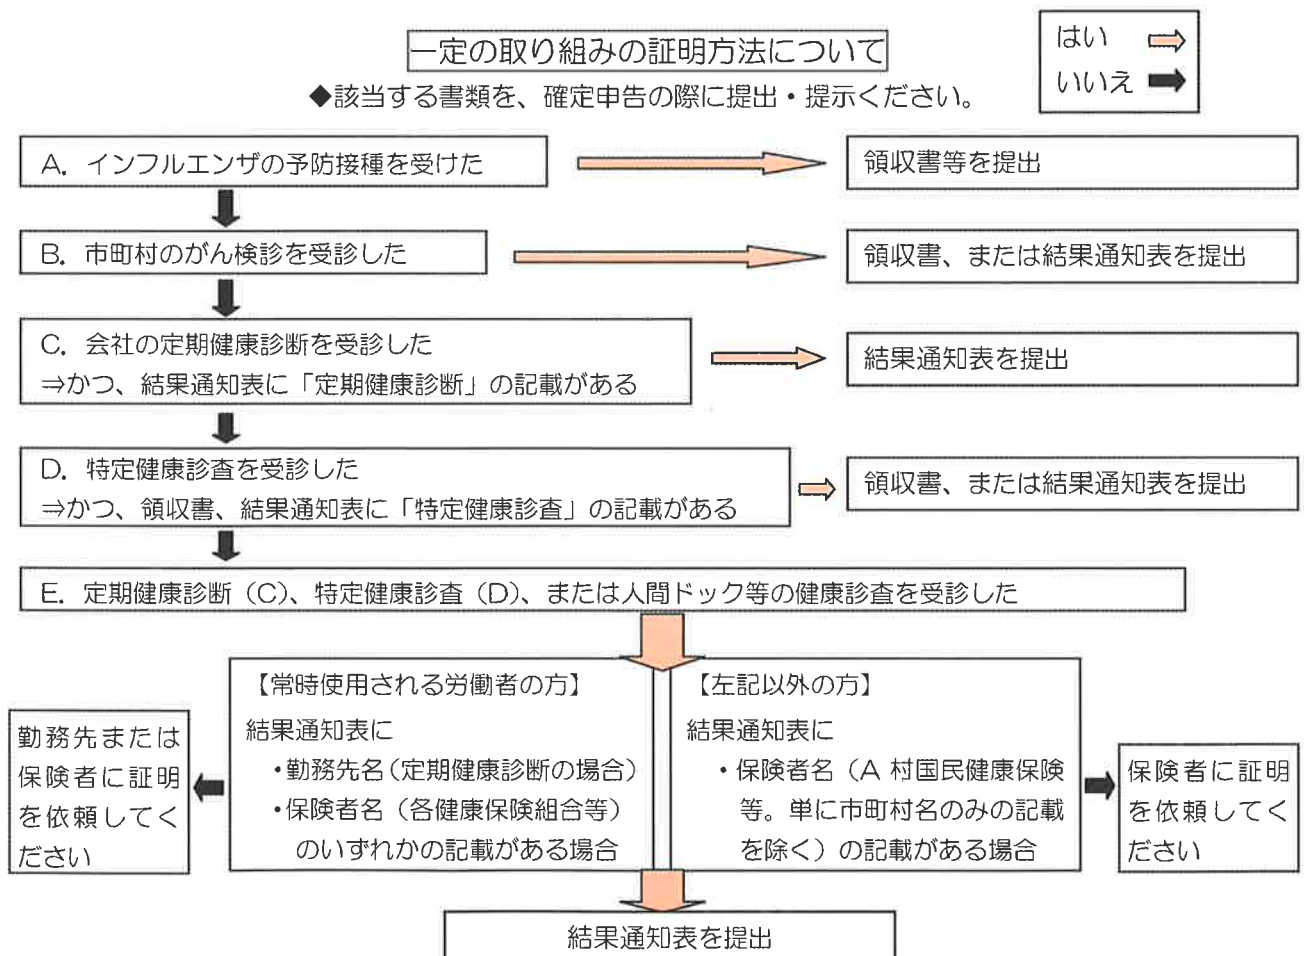 一定の取り組みの証明方法について
はい
いいえ
◆該当する書類を、確定申告の際に提出・提示ください。
A．インフルエンザの予防接種を受けた
領収書等を提出
B．市町村のがん検診を受診した
領収書、または結果通知表を提出
C．会社の定期健康診断を受診した
⇒かつ、結果通知表に「定期健康診断」の記載がある
結果通知表を提出
D．特定健康診査を受診した
⇒かつ、領収書、結果通知表に「特定健康診査」の記載がある
領収書、または結果通知表を提出
E．定期健康診断（C）、特定健康診査（D）、または人間ドック等の健康診査を受診した
【常時使用される労働者の方】
結果通知表に
・勤務先名（定期健康診断の場合）
・保険者名（各健康保険組合等）
のいずれかの記載がある場合
【左記以外の方】
結果通知表に
・保険者名（A 村国民健康保険
等。単に市町村名のみの記載
を除く）の記載がある場合
勤務先または
保険者に証明
を依頼してく
ださい
保険者に証明
を依頼してく
ださい
結果通知表を提出